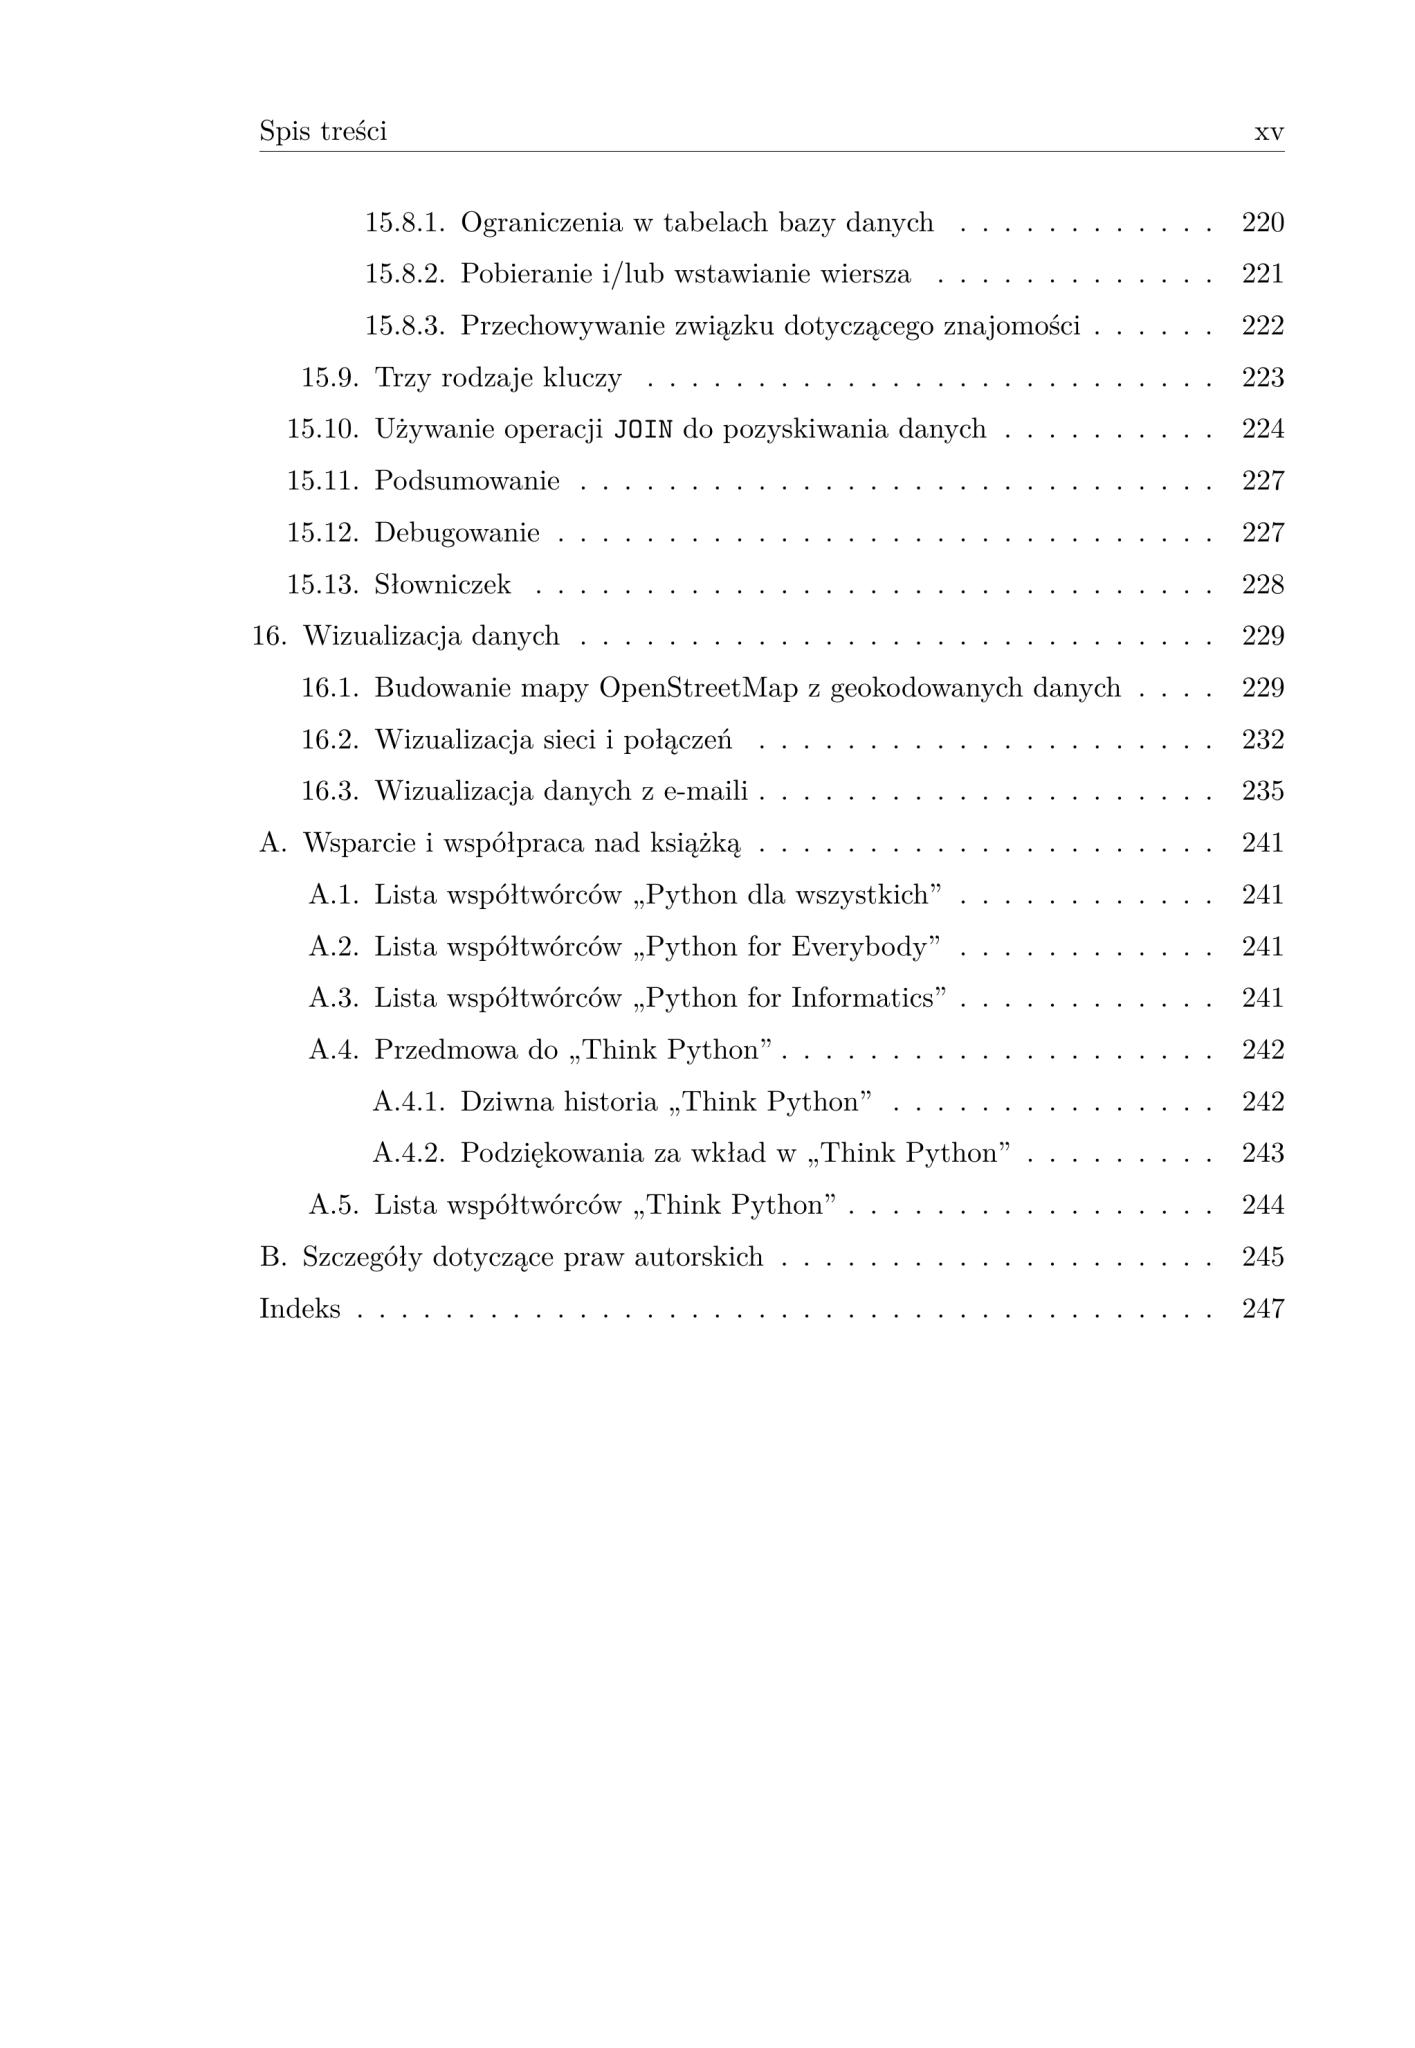 Spis treści xv
15.8.1. Ograniczenia w tabelach bazy danych . . . . . . . . . . . . 220
15.8.2. Pobieranie i/lub wstawianie wiersza . . . . . . . . . . . . . 221
15.8.3. Przechowywanie związku dotyczącego znajomości . . . . . . 222
15.9. Trzy rodzaje kluczy . . . . . . . . . . . . . . . . . . . . . . . . . . 223
15.10. Używanie operacji JOIN do pozyskiwania danych . . . . . . . . . . 224
15.11. Podsumowanie . . . . . . . . . . . . . . . . . . . . . . . . . . . . . 227
15.12. Debugowanie . . . . . . . . . . . . . . . . . . . . . . . . . . . . . . 227
15.13. Słowniczek . . . . . . . . . . . . . . . . . . . . . . . . . . . . . . . 228
16. Wizualizacja danych . . . . . . . . . . . . . . . . . . . . . . . . . . . . . 229
16.1. Budowanie mapy OpenStreetMap z geokodowanych danych . . . . 229
16.2. Wizualizacja sieci i połączeń . . . . . . . . . . . . . . . . . . . . . 232
16.3. Wizualizacja danych z e-maili . . . . . . . . . . . . . . . . . . . . . 235
A. Wsparcie i współpraca nad książką . . . . . . . . . . . . . . . . . . . . . 241
A.1. Lista współtwórców „Python dla wszystkich” . . . . . . . . . . . . 241
A.2. Lista współtwórców „Python for Everybody” . . . . . . . . . . . . 241
A.3. Lista współtwórców „Python for Informatics” . . . . . . . . . . . . 241
A.4. Przedmowa do „Think Python” . . . . . . . . . . . . . . . . . . . . 242
A.4.1. Dziwna historia „Think Python” . . . . . . . . . . . . . . . 242
A.4.2. Podziękowania za wkład w „Think Python” . . . . . . . . . 243
A.5. Lista współtwórców „Think Python” . . . . . . . . . . . . . . . . . 244
B. Szczegóły dotyczące praw autorskich . . . . . . . . . . . . . . . . . . . . 245
Indeks . . . . . . . . . . . . . . . . . . . . . . . . . . . . . . . . . . . . . . . 247